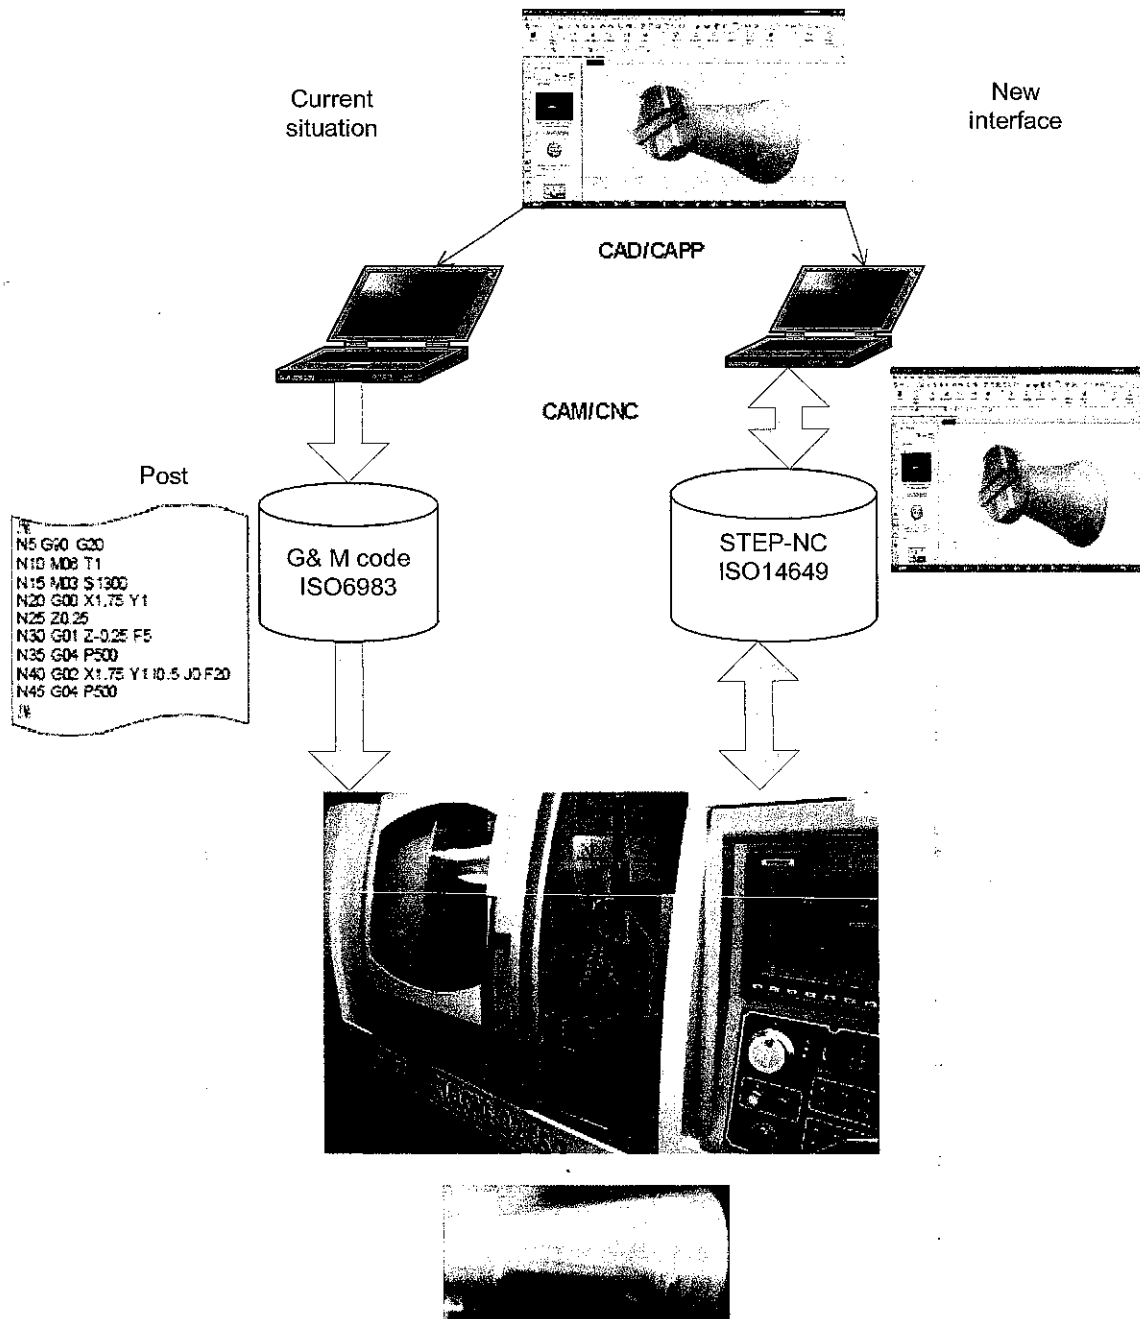 Current
situation
New
interface
CAD/CAPP
CAM/CNC
Post
N5 G90 G20
N10 M06 T1
N15 M03 S1300
N20 G00 X1.75 Y1
N25 Z0.25
N30 G01 Z-0.25 F5
N35 G04 P500
N40 G02 X1.75 Y1 I0.5 J0 F20
N45 G04 P500
G& M code
ISO6983
STEP-NC
ISO14649